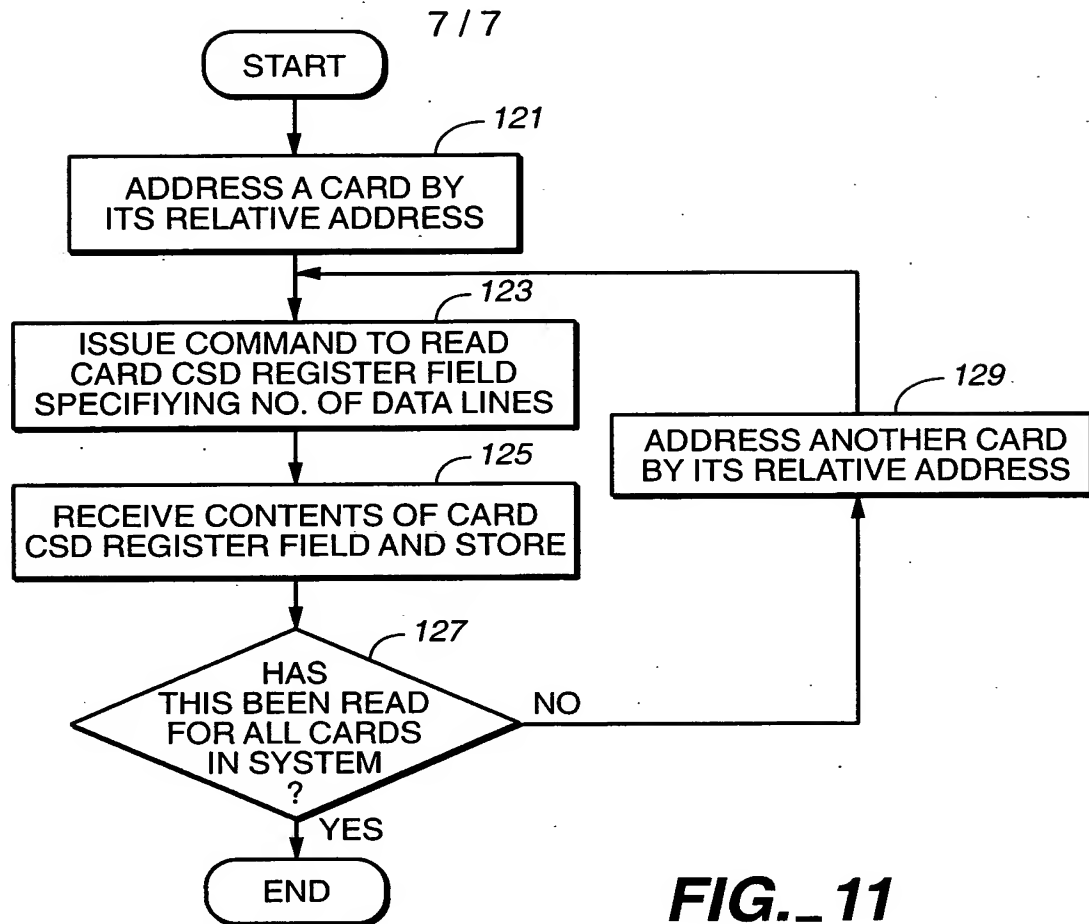 7 / 7
START
121
ADDRESS A CARD BY
ITS RELATIVE ADDRESS
123
ISSUE COMMAND TO READ
CARD CSD REGISTER FIELD
SPECIFIYING NO. OF DATA LINES
129
ADDRESS ANOTHER CARD
BY ITS RELATIVE ADDRESS
125
RECEIVE CONTENTS OF CARD
CSD REGISTER FIELD AND STORE
127
HAS
THIS BEEN READ
FOR ALL CARDS
IN SYSTEM
?
NO
YES
END
FIG._ 11